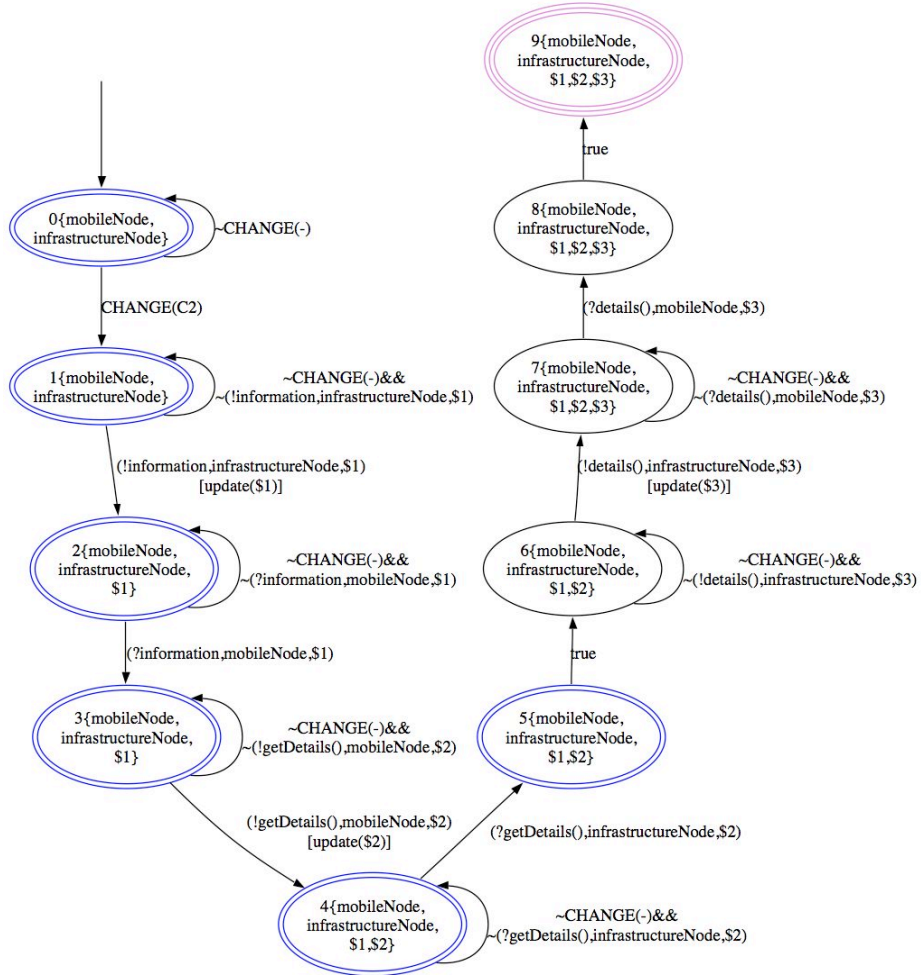 0{mobileNode,
infrastructureNode}
~CHANGE(-)
CHANGE(C2)
1{mobileNode,
infrastructureNode}
~CHANGE(-)&&
~(!information,infrastructureNode,$1)
(!information,infrastructureNode,$1)
[update($1)]
2{mobileNode,
infrastructureNode,
$1}
~CHANGE(-)&&
~(?information,mobileNode,$1)
(?information,mobileNode,$1)
3{mobileNode,
infrastructureNode,
$1}
~CHANGE(-)&&
~(!getDetails(),mobileNode,$2)
(!getDetails(),mobileNode,$2)
[update($2)]
4{mobileNode,
infrastructureNode,
$1,$2}
~CHANGE(-)&&
~(?getDetails(),infrastructureNode,$2)
(?getDetails(),infrastructureNode,$2)
5{mobileNode,
infrastructureNode,
$1,$2}
true
6{mobileNode,
infrastructureNode,
$1,$2}
~CHANGE(-)&&
~(!details(),infrastructureNode,$3)
(!details(),infrastructureNode,$3)
[update($3)]
7{mobileNode,
infrastructureNode,
$1,$2,$3}
~CHANGE(-)&&
~(?details(),mobileNode,$3)
(?details(),mobileNode,$3)
8{mobileNode,
infrastructureNode,
$1,$2,$3}
true
9{mobileNode,
infrastructureNode,
$1,$2,$3}